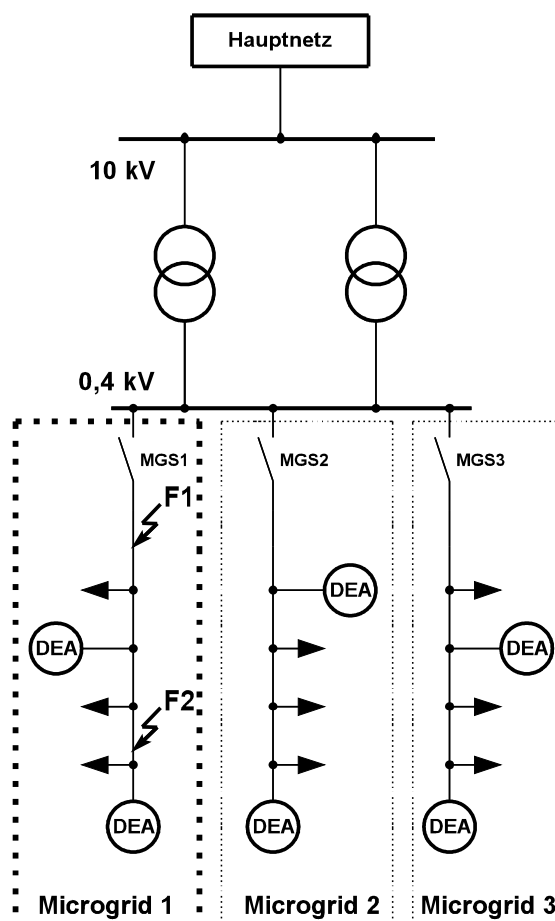 Hauptnetz
10 kV
0,4 kV
MGS1
MGS2
MGS3
F1
DEA
DEA
DEA
F2
DEA
DEA
DEA
Microgrid 1
Microgrid 2
Microgrid 3